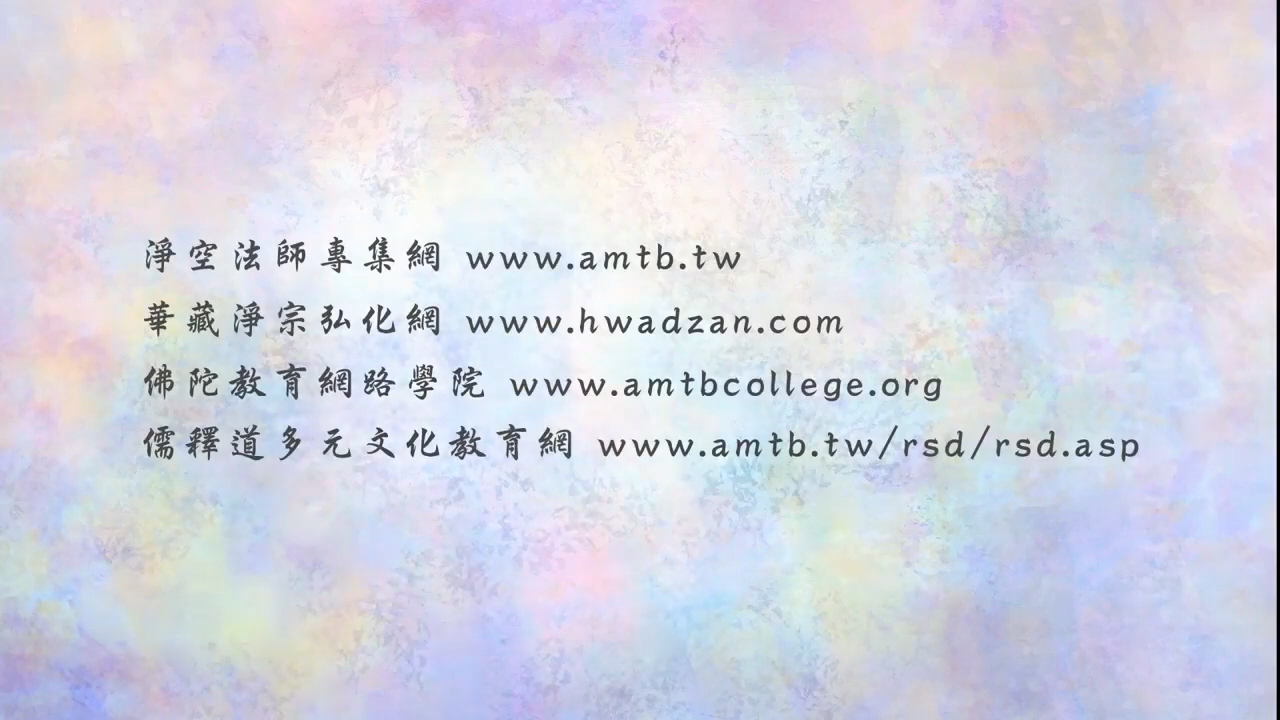 淨空法師專集網 www.amtb.tw
華藏淨宗弘化網 www.hwadzan.com
佛陀教育網路學院 www.amtbcollege.org
儒釋道多元文化教育網 www.amtb.tw/rsd/rsd.asp